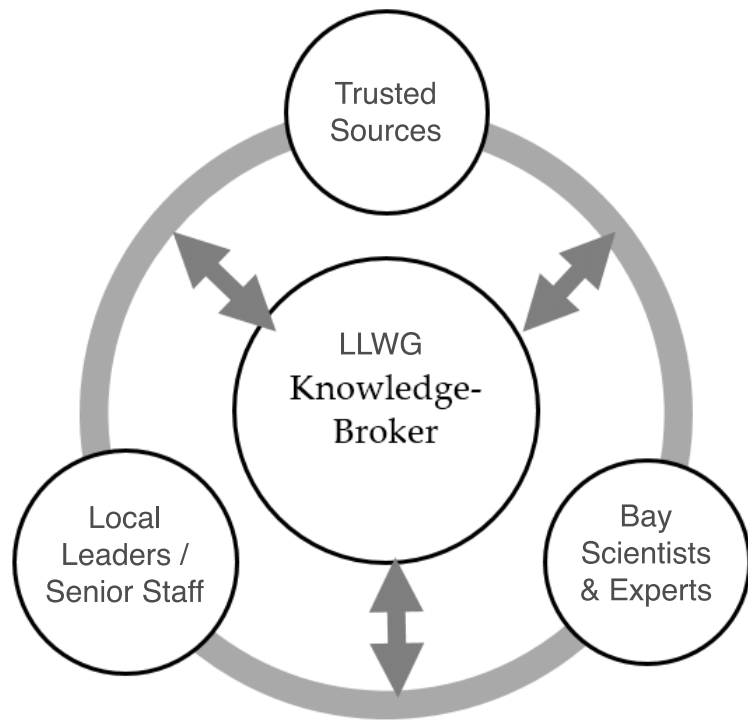 Trusted
Sources
LLWG
Knowledge-
Broker
Local
Leaders /
Senior Staff
Bay
Scientists
& Experts